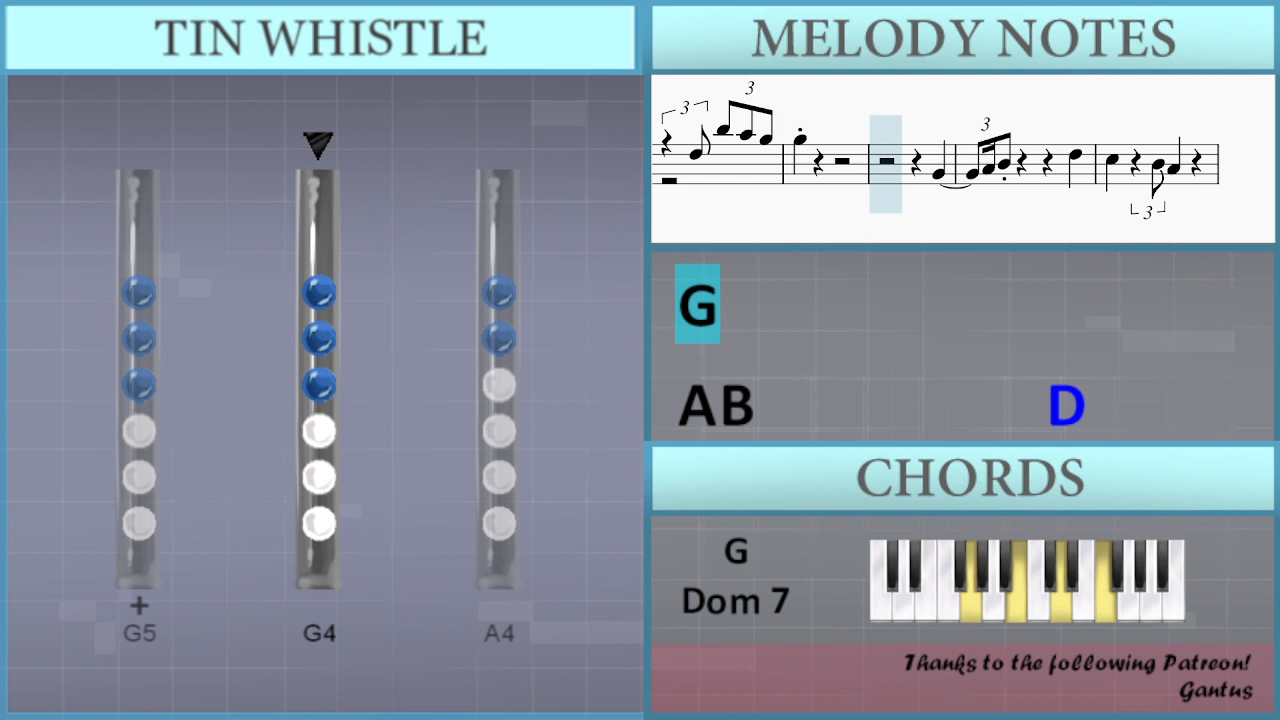 TIN WHISTLE
+
G5
G4
A4
MELODY NOTES
3
3
3
3
G
AB D
CHORDS
G
Dom 7
Thanks to the following Patreon!
Gantus